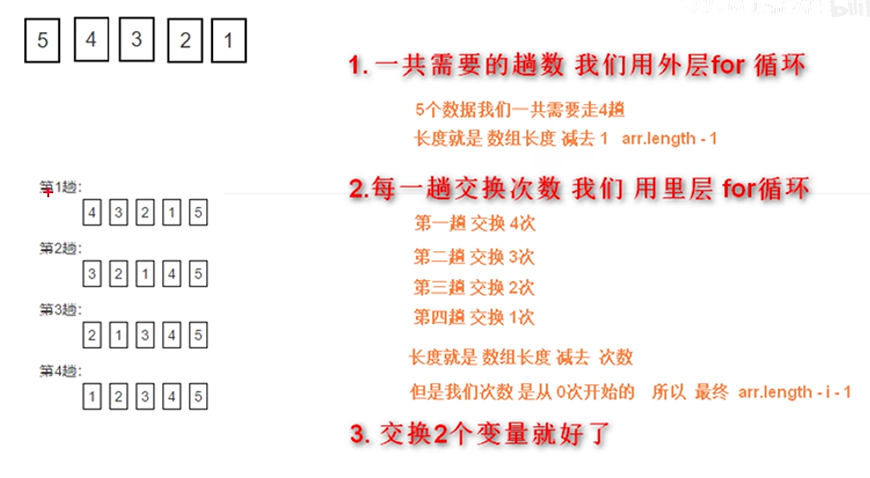 5 4 3 2 1
1. 一共需要的趟数 我们用外层for 循环
5个数据我们一共需要走4趟
长度就是 数组长度 减去 1 arr.length - 1
第1趟:
4 3 2 1 5
第2趟:
3 2 1 4 5
第3趟:
2 1 3 4 5
第4趟:
1 2 3 4 5
2.每一趟交换次数 我们 用里层 for循环
第一趟 交换 4次
第二趟 交换 3次
第三趟 交换 2次
第四趟 交换 1次
长度就是 数组长度 减去 次数
但是我们次数 是从 0次开始的 所以 最终 arr.length - i - 1
3. 交换2个变量就好了